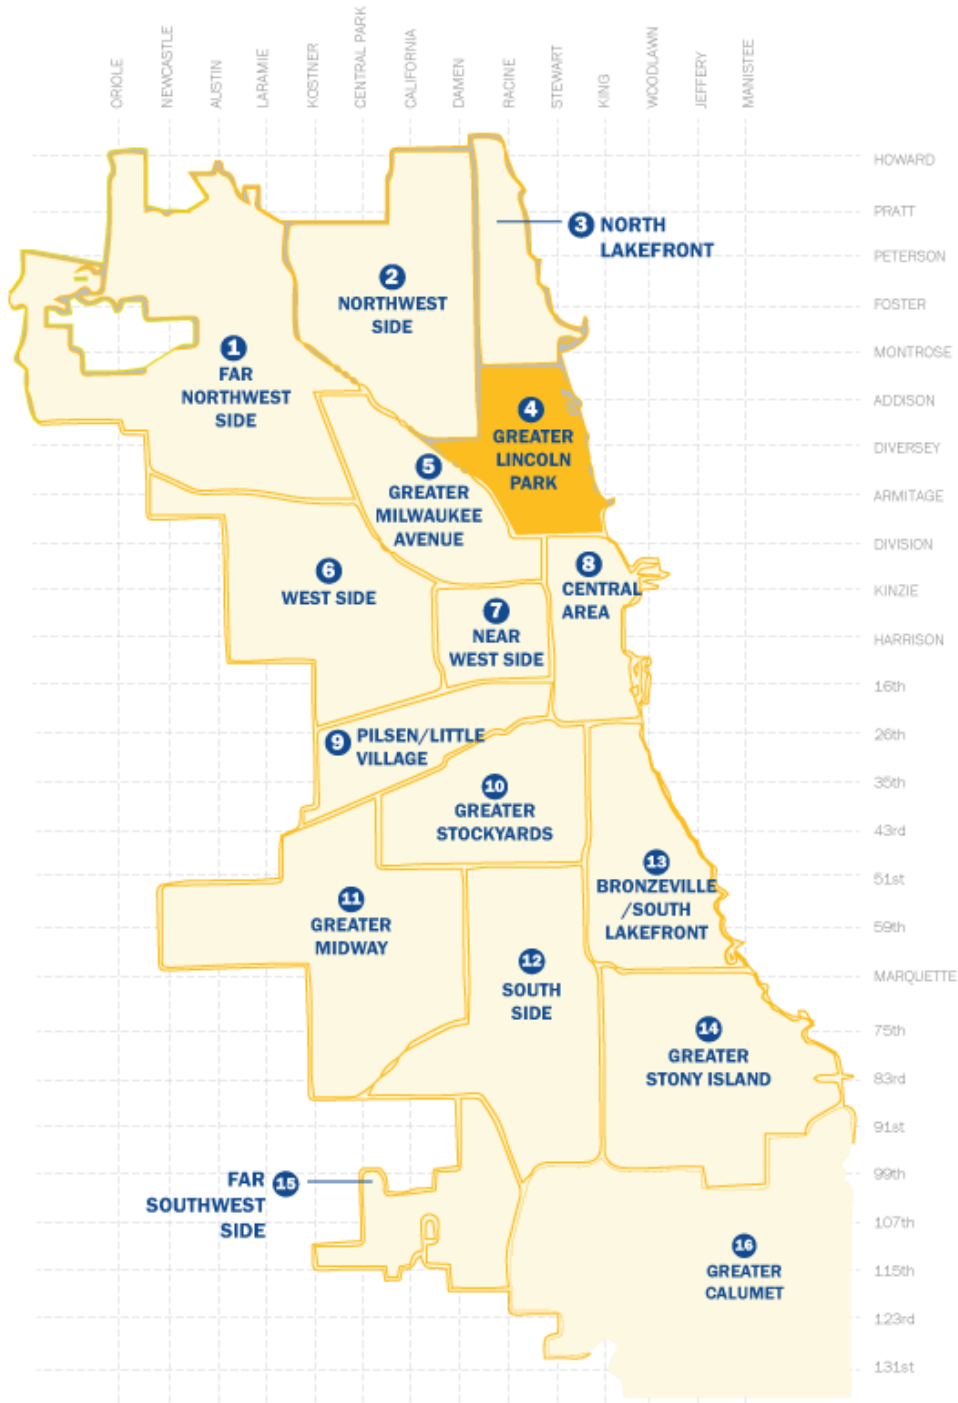 ORIOLE
NEWCASTLE
AUSTIN
LARAMIE
KOSTNER
CENTRAL PARK
CALIFORNIA
DAMEN
RACINE
STEWART
KING
WOODLAWN
JEFFERY
MANISTEE
HOWARD
PRATT
PETERSON
FOSTER
MONTROSE
ADDISON
DIVERSEY
ARMITAGE
DIVISION
KINZIE
HARRISON
16th
26th
35th
43rd
51st
59th
MARQUETTE
75th
83rd
91st
99th
107th
115th
123rd
131st
1
FAR
NORTHWEST
SIDE
2
NORTHWEST
SIDE
3 NORTH
LAKEFRONT
4
GREATER
LINCOLN
PARK
5
GREATER
MILWAUKEE
AVENUE
6
WEST SIDE
7
NEAR
WEST SIDE
8
CENTRAL
AREA
9 PILSEN/LITTLE
VILLAGE
10
GREATER
STOCKYARDS
11
GREATER
MIDWAY
12
SOUTH
SIDE
13
BRONZEVILLE
/SOUTH
LAKEFRONT
14
GREATER
STONY ISLAND
FAR 15
SOUTHWEST
SIDE
16
GREATER
CALUMET